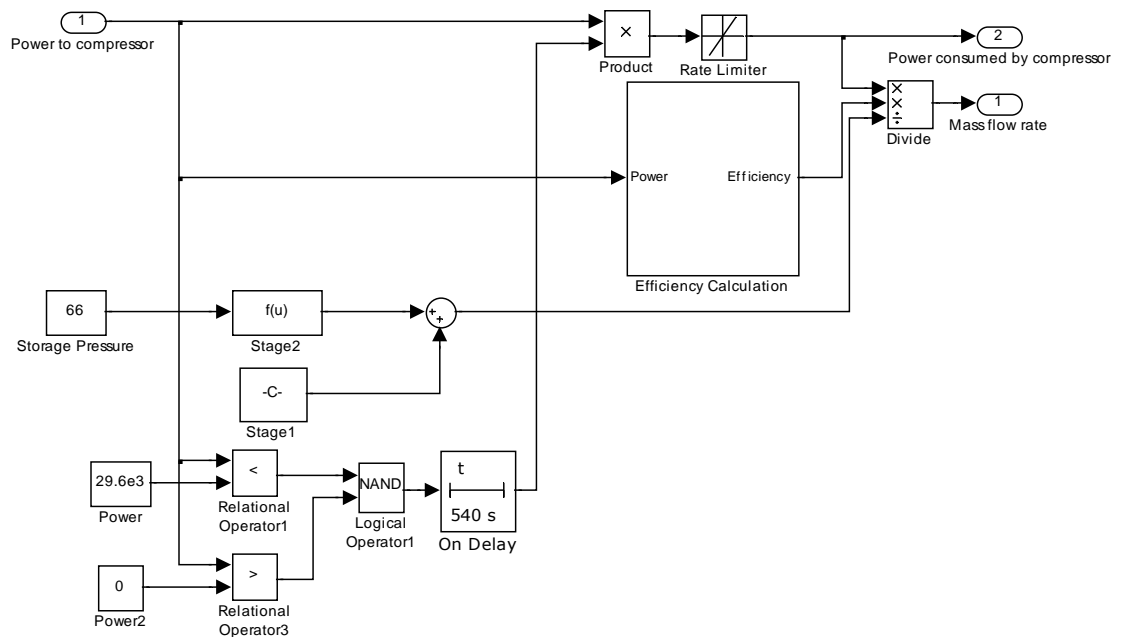 1
Power to compressor
×
Product
Rate Limiter
2
Power consumed by compressor
×
×
÷
Divide
1
Mass flow rate
Power
Efficiency
Efficiency Calculation
66
Storage Pressure
f(u)
Stage2
+
+
-C-
Stage1
29.6e3
Power
<
Relational
Operator1
NAND
Logical
Operator1
t
540 s
On Delay
0
Power2
>
Relational
Operator3